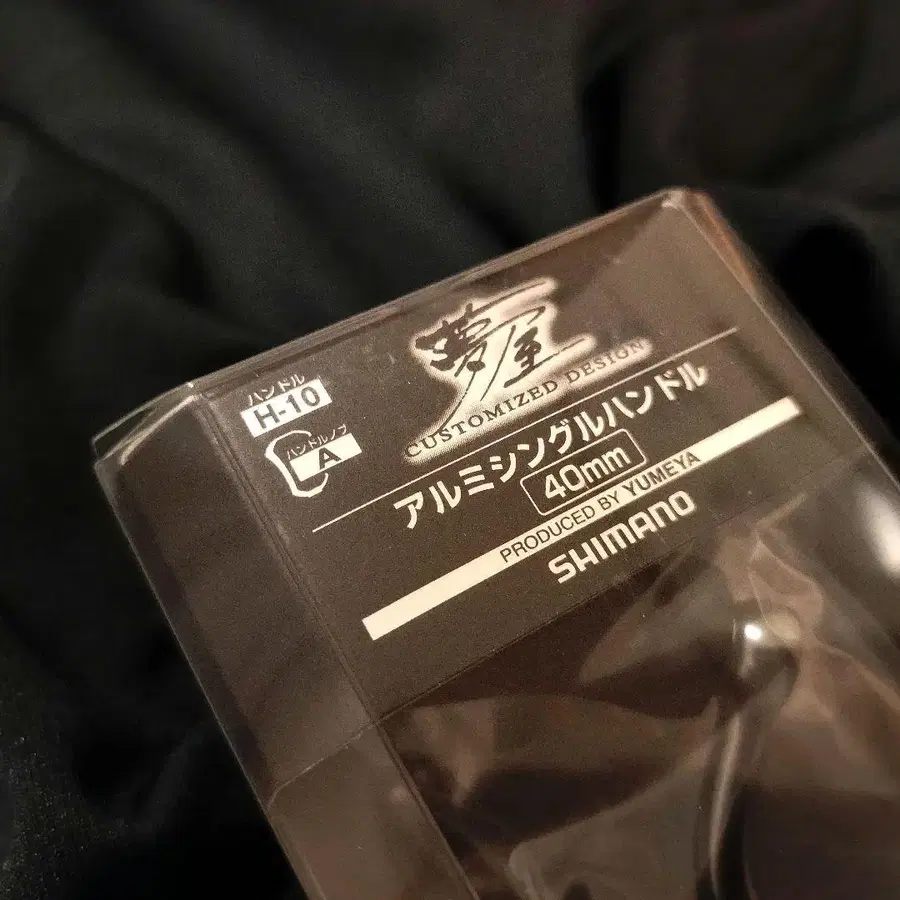 ハンドル
H-10
ハンドルノブ
A
夢屋
CUSTOMIZED DESIGN
アルミシングルハンドル
40mm
PRODUCED BY YUMEYA
SHIMANO